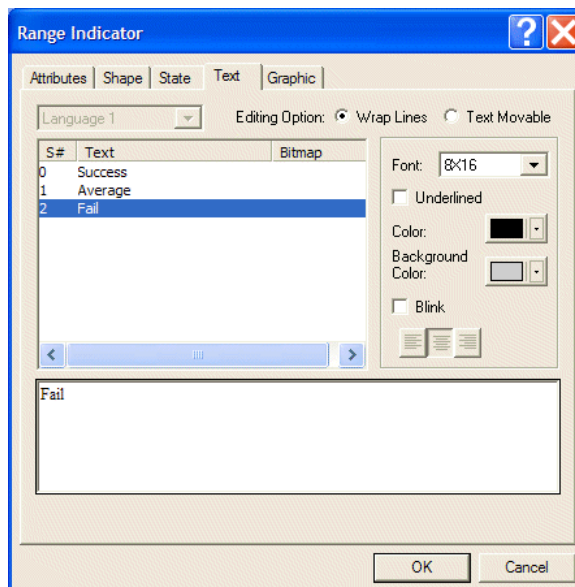 Range Indicator
Attributes Shape State Text Graphic
Language 1 Editing Option: Wrap Lines Text Movable
S# Text Bitmap
0 Success
1 Average
2 Fail
Font: 8X16
Underlined
Color:
Background
Color:
Blink
Fail
OK Cancel